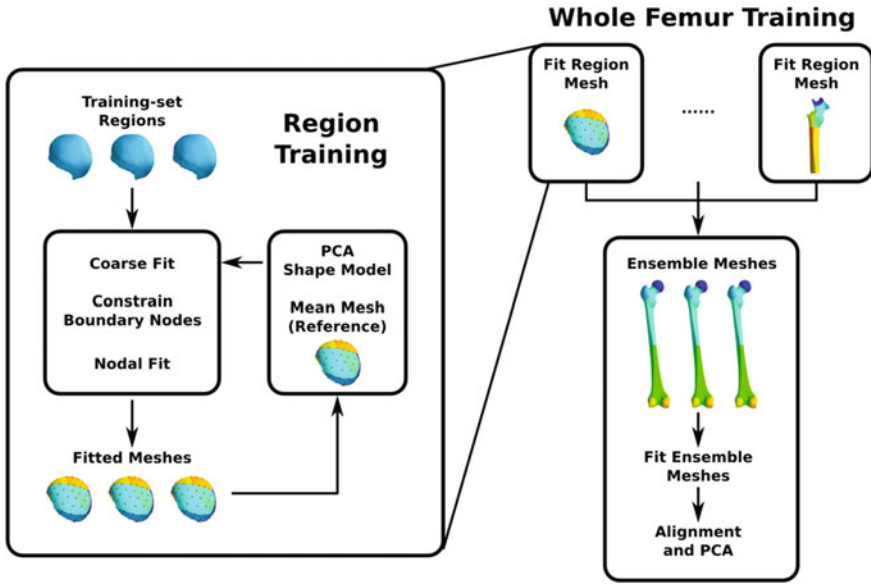 Whole Femur Training
Training-set
Regions
Region
Training
Coarse Fit
Constrain
Boundary Nodes
Nodal Fit
PCA
Shape Model
Mean Mesh
(Reference)
Fitted Meshes
Fit Region
Mesh
......
Fit Region
Mesh
Ensemble Meshes
Fit Ensemble
Meshes
Alignment
and PCA